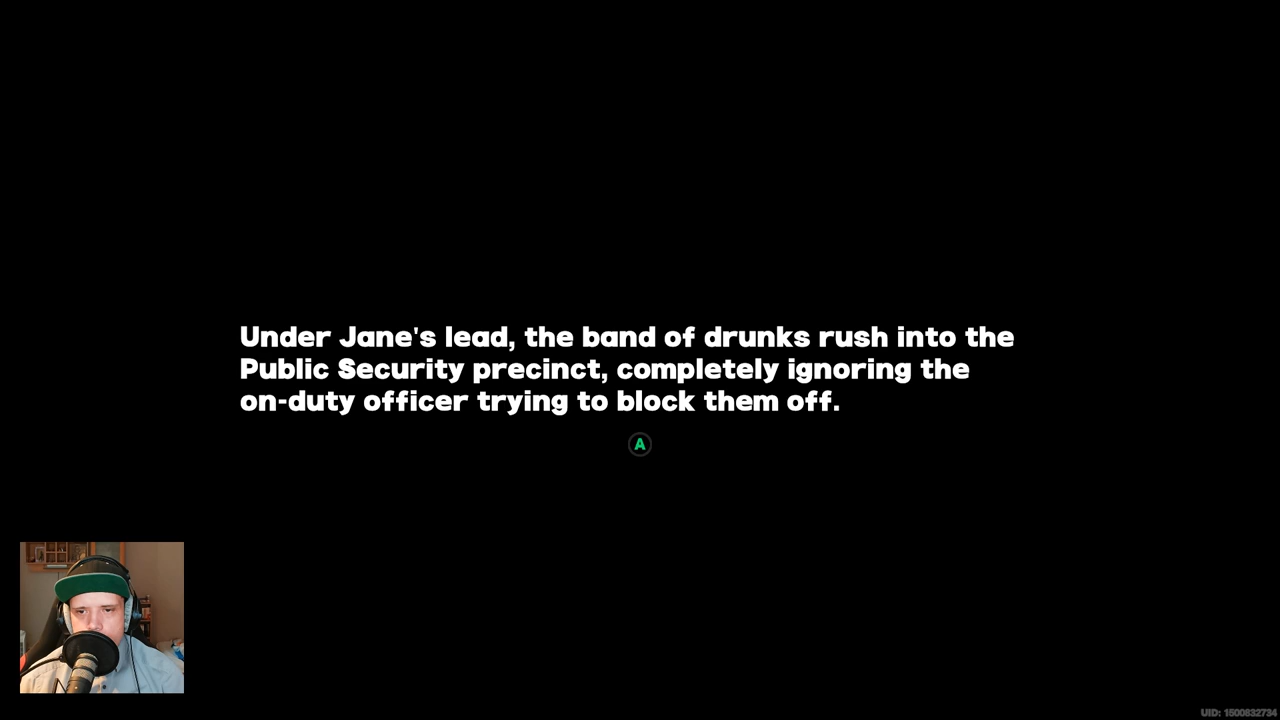 Under Jane's lead, the band of drunks rush into the
Public Security precinct, completely ignoring the
on-duty officer trying to block them off.
A
UID: 1500832734